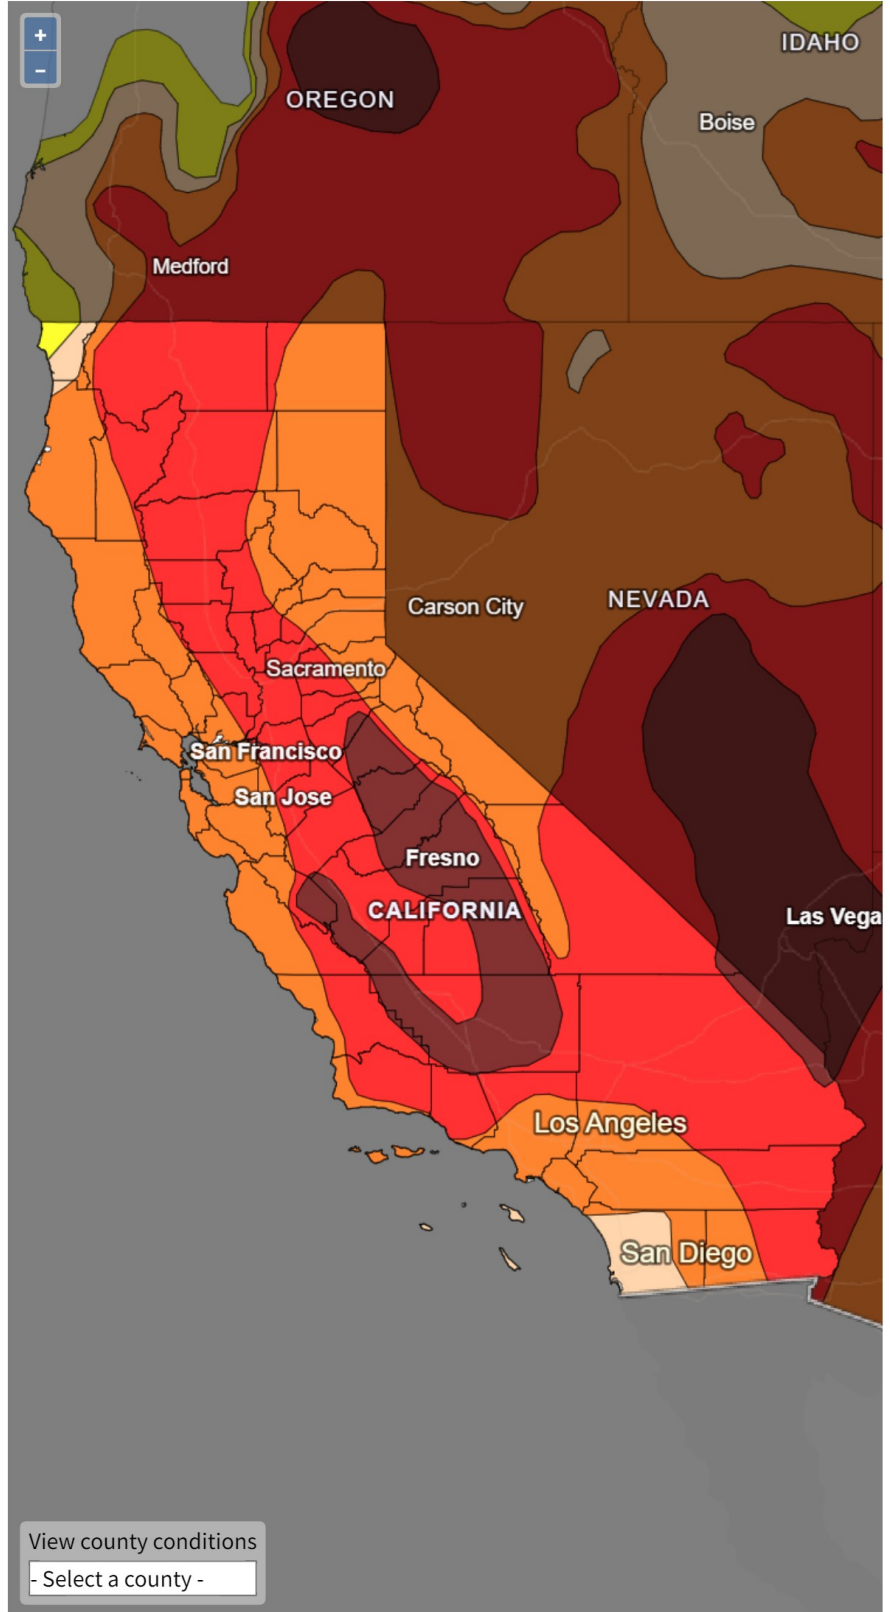 +
IDAHO
–
OREGON
Boise
Medford
Carson City
NEVADA
Sacramento
San Francisco
San Jose
Fresno
CALIFORNIA
Las Vega
Los Angeles
San Diego
View county conditions
- Select a county -